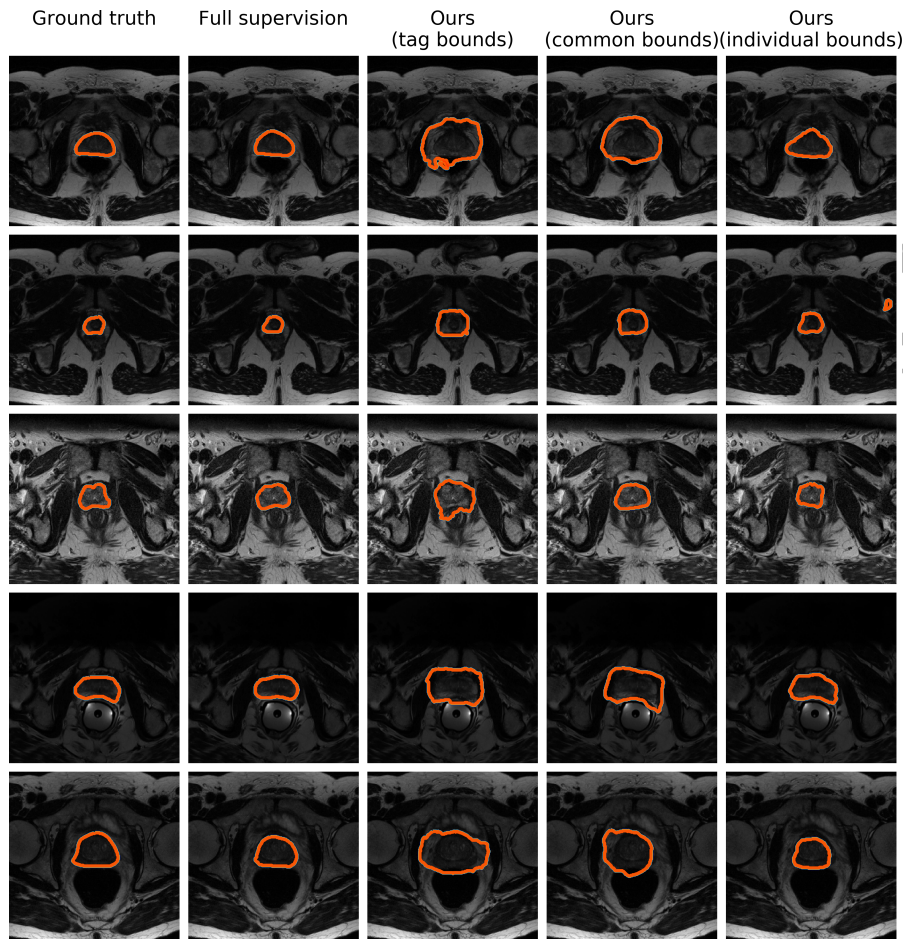 Ground truth
Full supervision
Ours
(tag bounds)
Ours
(common bounds)
Ours
(individual bounds)